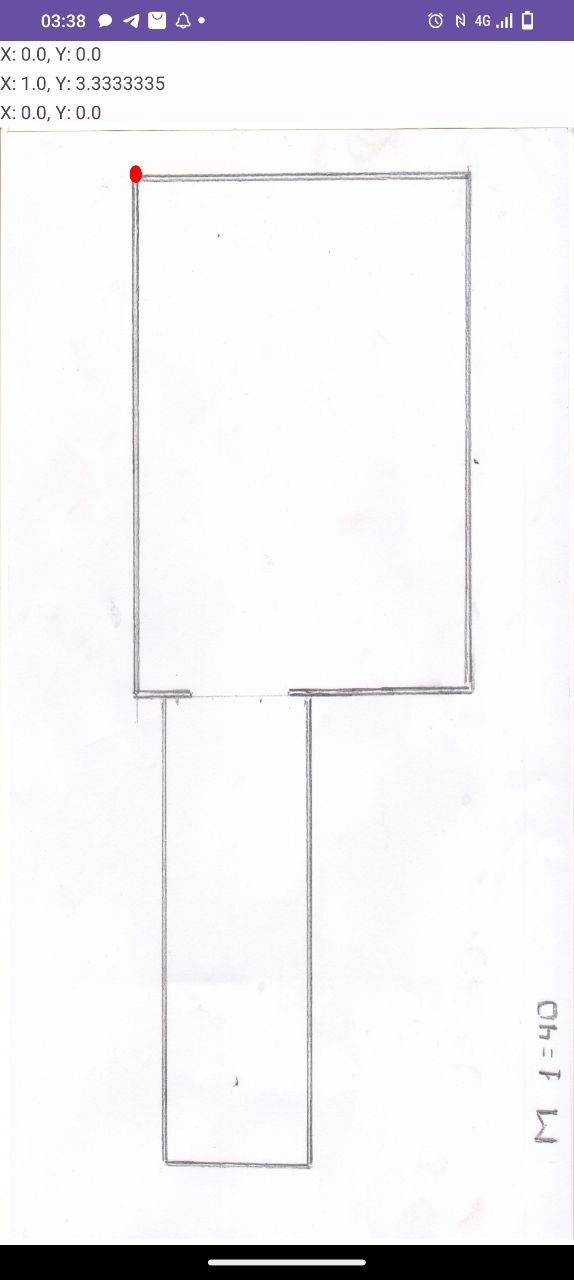 03:38 4G
X: 0.0, Y: 0.0
X: 1.0, Y: 3.3333335
X: 0.0, Y: 0.0
M 1=40